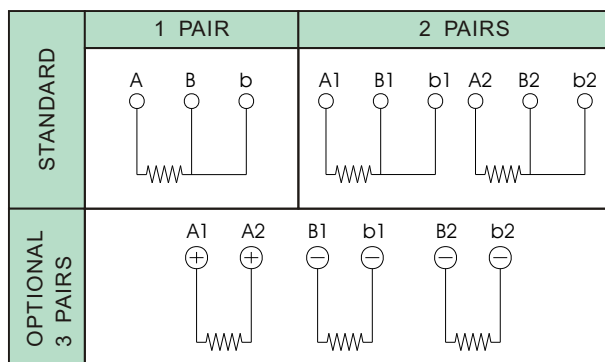 1 PAIR
2 PAIRS
STANDARD
A B b
A1 B1 b1 A2 B2 b2
OPTIONAL
3 PAIRS
A1 A2 B1 b1 B2 b2
+ + − − − −